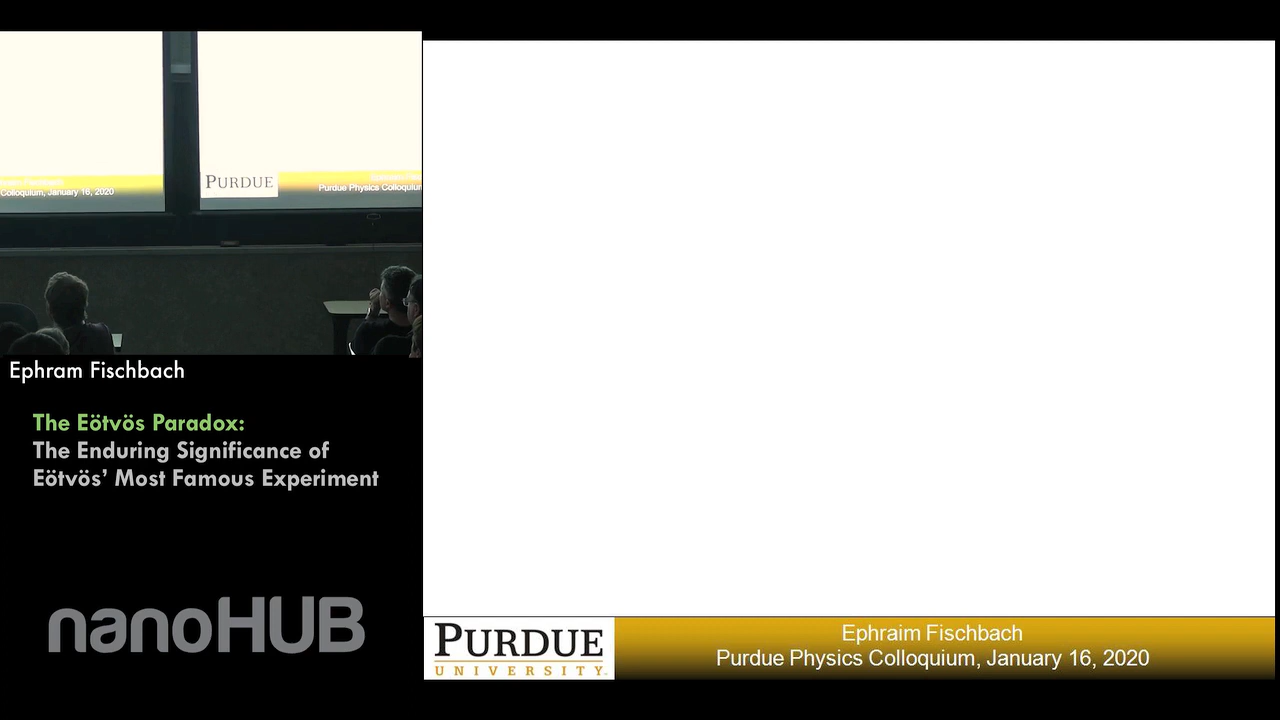 Colloquium, January 16, 2020
PURDUE
Purdue Physics Colloquium
Ephram Fischbach
The Eötvös Paradox:
The Enduring Significance of
Eötvös’ Most Famous Experiment
nanoHUB
PURDUE
UNIVERSITY
Ephraim Fischbach
Purdue Physics Colloquium, January 16, 2020